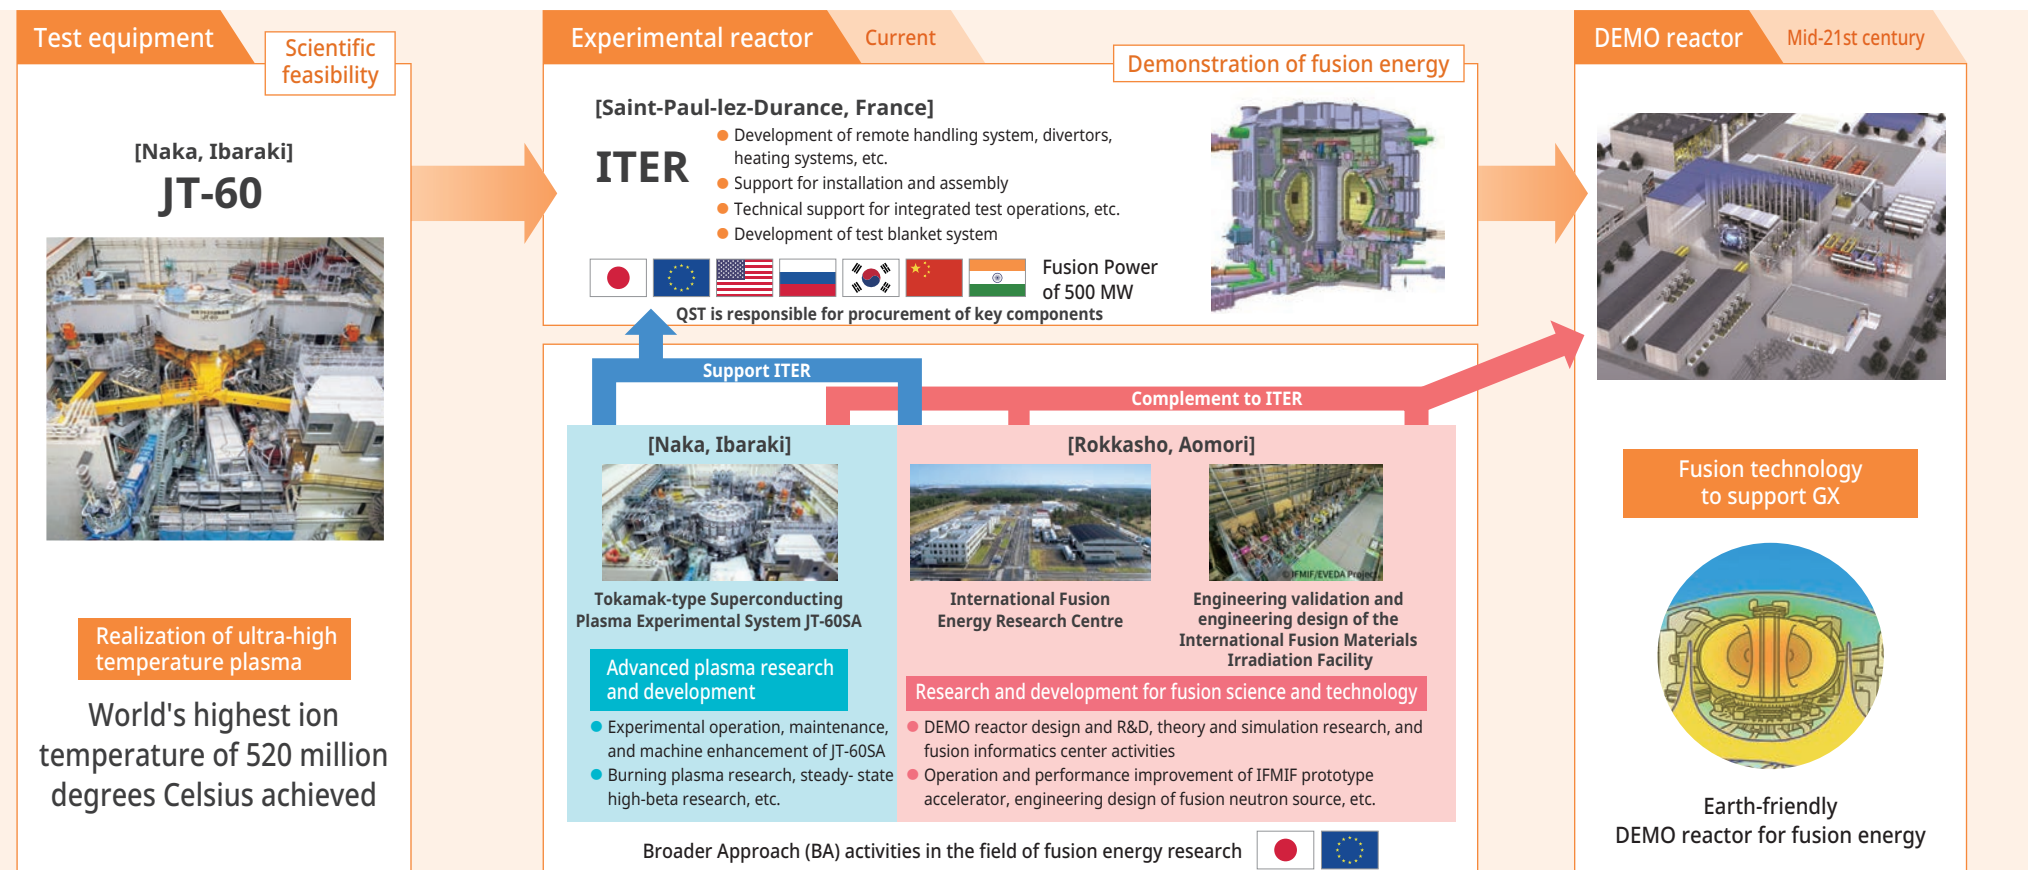 Test equipment
Scientific
feasibility
[Naka, Ibaraki]
JT-60
Realization of ultra-high
temperature plasma
World's highest ion
temperature of 520 million
degrees Celsius achieved
Experimental reactor
Current
Demonstration of fusion energy
[Saint-Paul-lez-Durance, France]
ITER
● Development of remote handling system, divertors,
heating systems, etc.
● Support for installation and assembly
● Technical support for integrated test operations, etc.
● Development of test blanket system
Fusion Power
of 500 MW
QST is responsible for procurement of key components
Support ITER
Complement to ITER
[Naka, Ibaraki]
Tokamak-type Superconducting
Plasma Experimental System JT-60SA
Advanced plasma research
and development
● Experimental operation, maintenance,
and machine enhancement of JT-60SA
● Burning plasma research, steady- state
high-beta research, etc.
[Rokkasho, Aomori]
International Fusion
Energy Research Centre
© IFMIF/EVEDA Project
Engineering validation and
engineering design of the
International Fusion Materials
Irradiation Facility
Research and development for fusion science and technology
● DEMO reactor design and R&D, theory and simulation research, and
fusion informatics center activities
● Operation and performance improvement of IFMIF prototype
accelerator, engineering design of fusion neutron source, etc.
Broader Approach (BA) activities in the field of fusion energy research
DEMO reactor
Mid-21st century
Fusion technology
to support GX
Earth-friendly
DEMO reactor for fusion energy